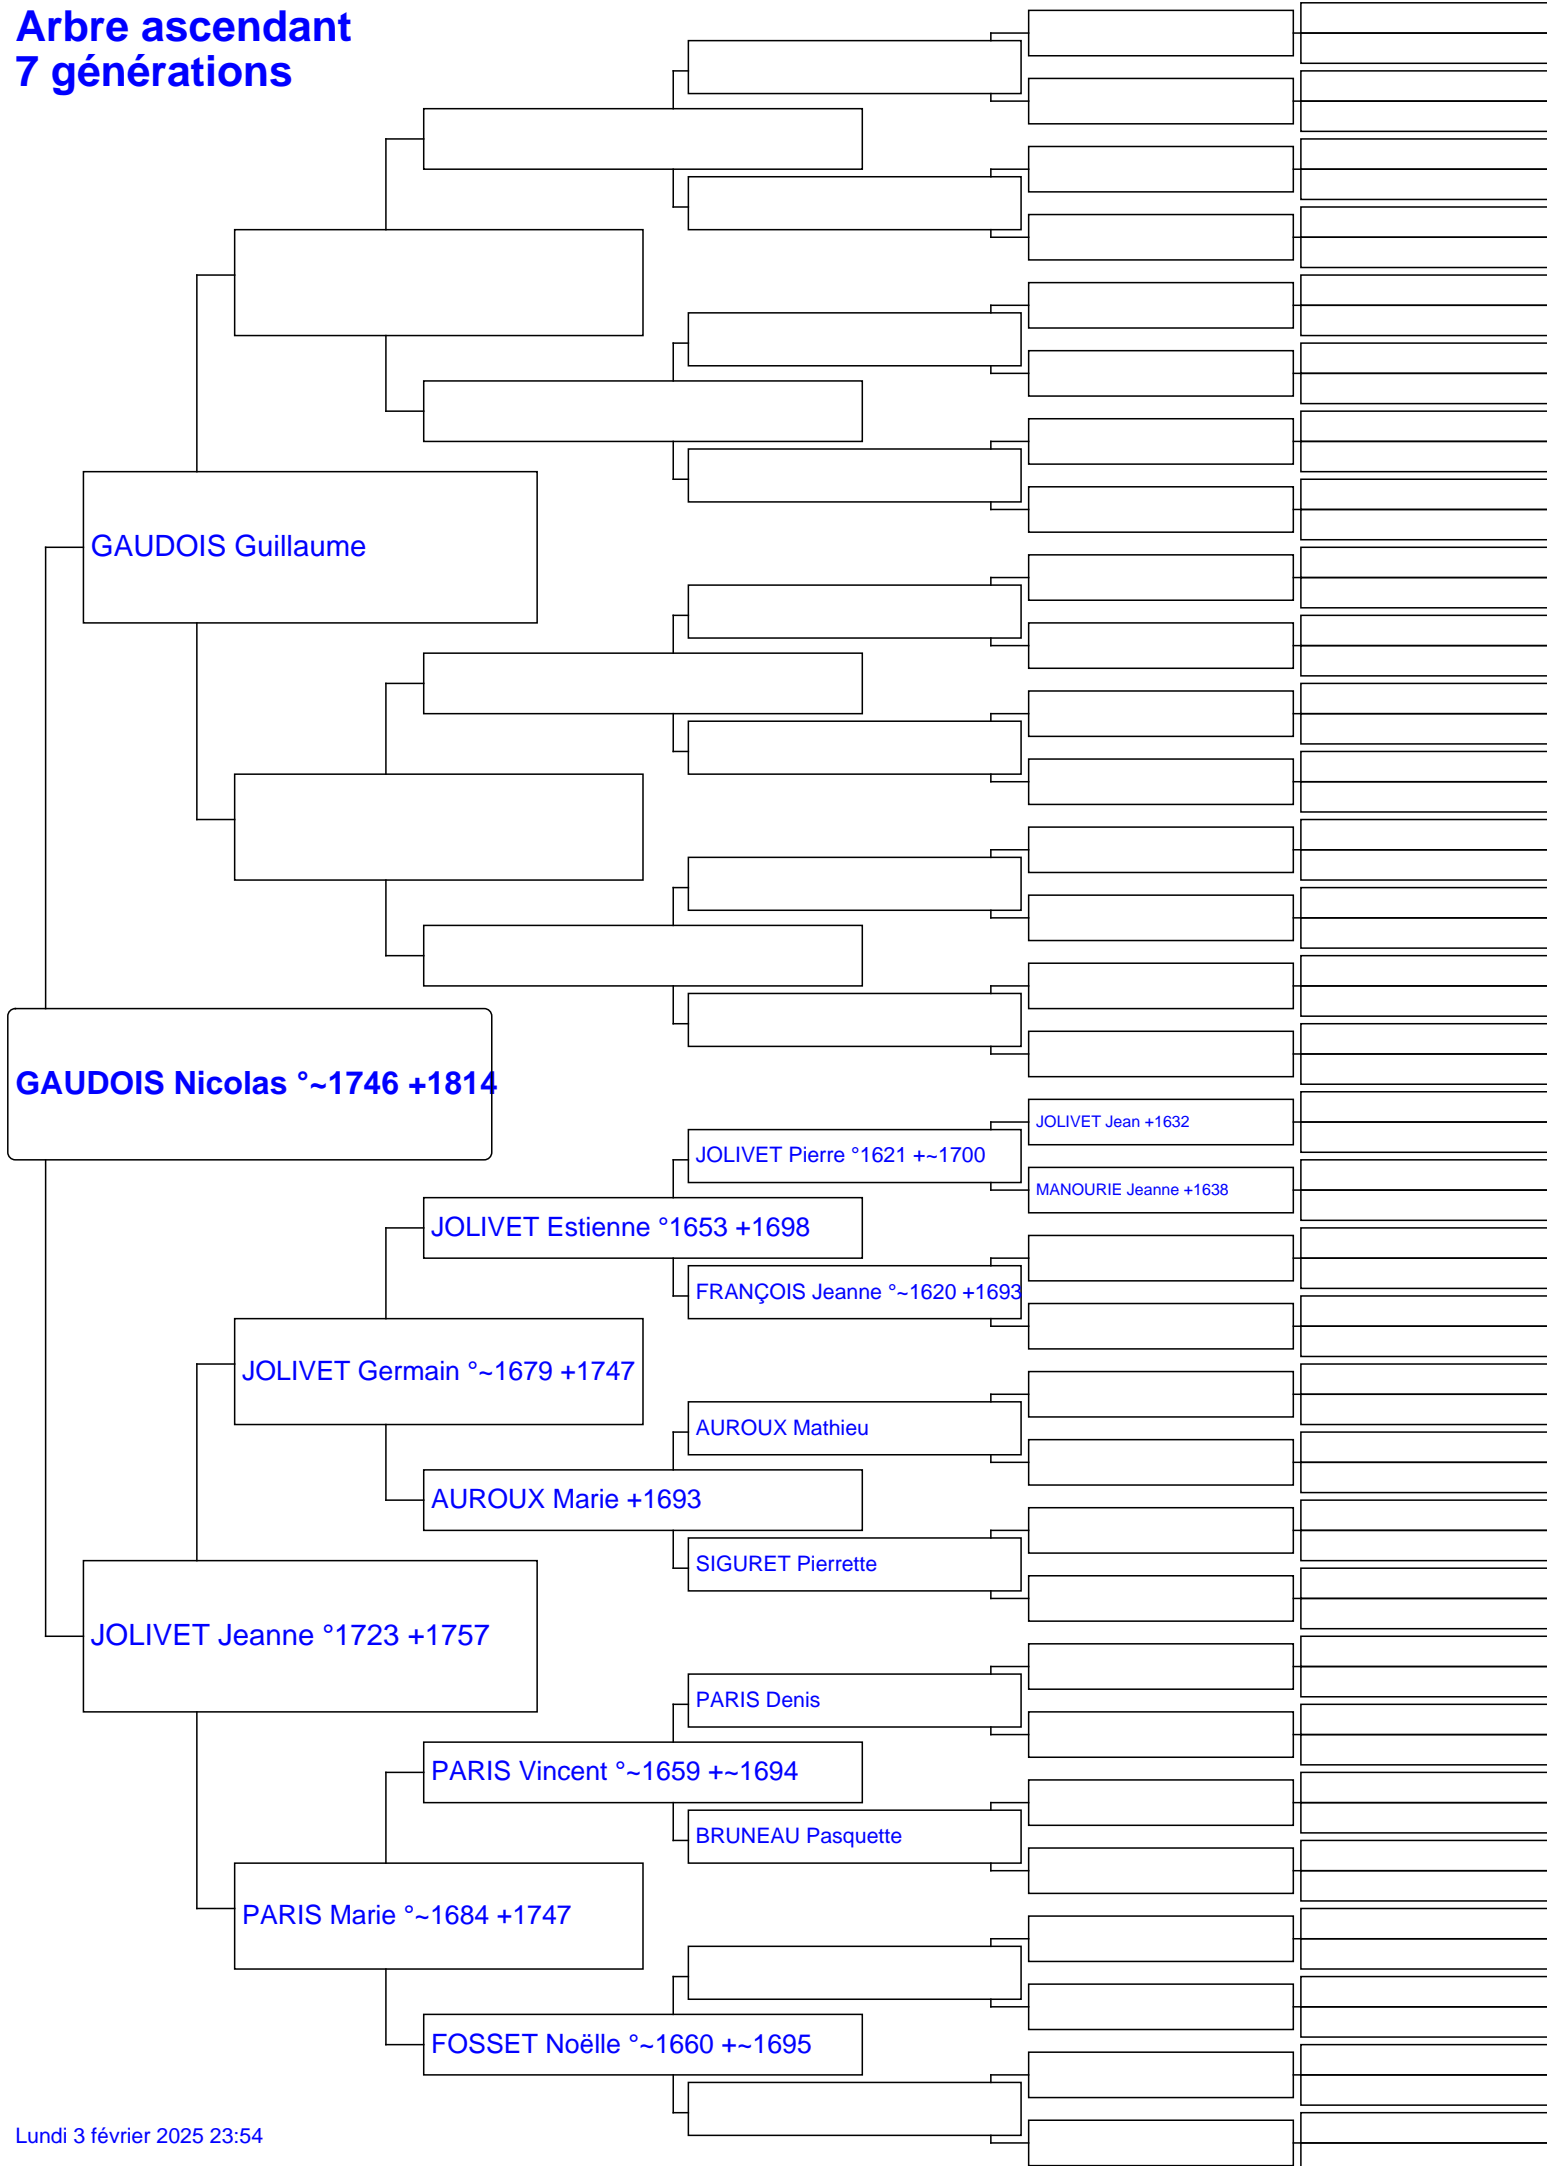 Arbre ascendant
7 générations
GAUDOIS Guillaume
GAUDOIS Nicolas °~1746 +1814
JOLIVET Jean +1632
JOLIVET Pierre °1621 +~1700
MANOURIE Jeanne +1638
JOLIVET Estienne °1653 +1698
FRANÇOIS Jeanne °~1620 +1693
JOLIVET Germain °~1679 +1747
AUROUX Mathieu
AUROUX Marie +1693
SIGURET Pierrette
JOLIVET Jeanne °1723 +1757
PARIS Denis
PARIS Vincent °~1659 +~1694
BRUNEAU Pasquette
PARIS Marie °~1684 +1747
FOSSET Noëlle °~1660 +~1695
Lundi 3 février 2025 23:54